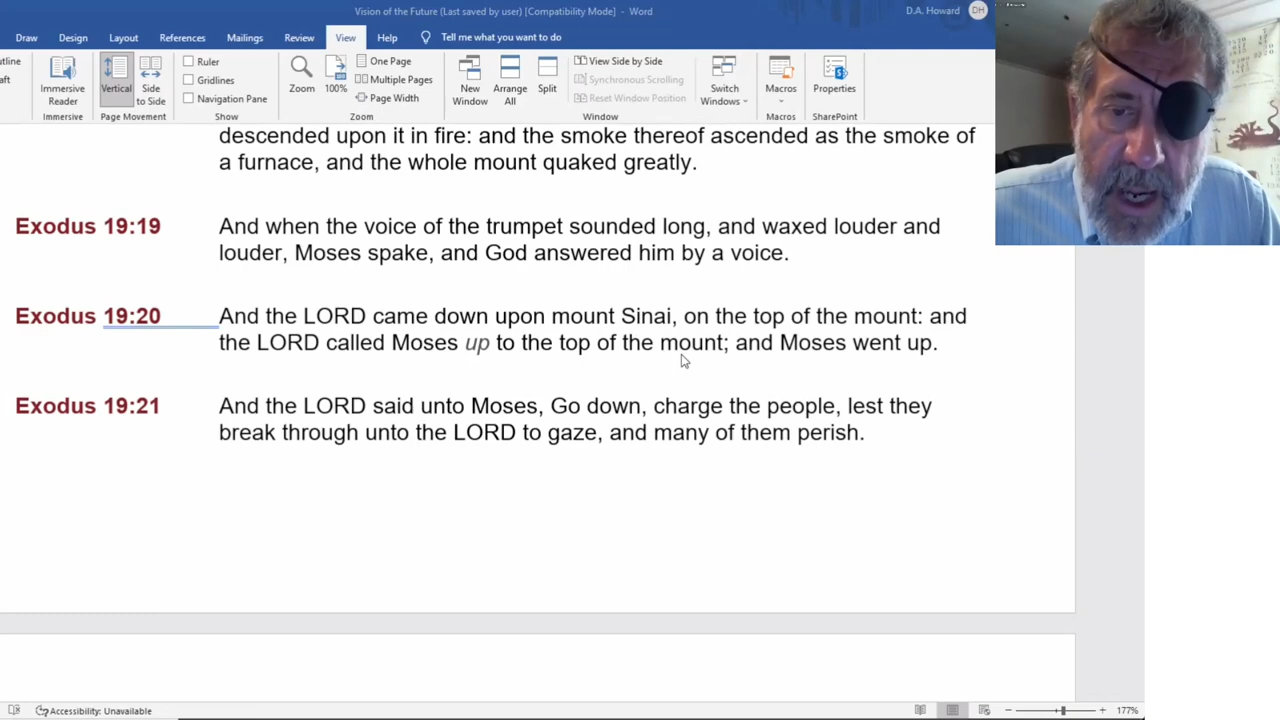 Vision of the Future (Last saved by user) [Compatibility Mode] - Word
D.A. Howard DH
Draw Design Layout References Mailings Review View Help Tell me what you want to do
Ruler
Gridlines
Navigation Pane
Show
Immersive Reader
Immersive
Vertical
Side to Side
Page Movement
Zoom
100%
One Page
Multiple Pages
Page Width
Zoom
New Window
Arrange All
Split
View Side by Side
Synchronous Scrolling
Reset Window Position
Switch Windows
Window
Macros
Macros
Properties
SharePoint
descended upon it in fire: and the smoke thereof ascended as the smoke of
a furnace, and the whole mount quaked greatly.
Exodus 19:19 And when the voice of the trumpet sounded long, and waxed louder and
louder, Moses spake, and God answered him by a voice.
Exodus 19:20 And the LORD came down upon mount Sinai, on the top of the mount: and
the LORD called Moses up to the top of the mount; and Moses went up.
Exodus 19:21 And the LORD said unto Moses, Go down, charge the people, lest they
break through unto the LORD to gaze, and many of them perish.
Accessibility: Unavailable
177%